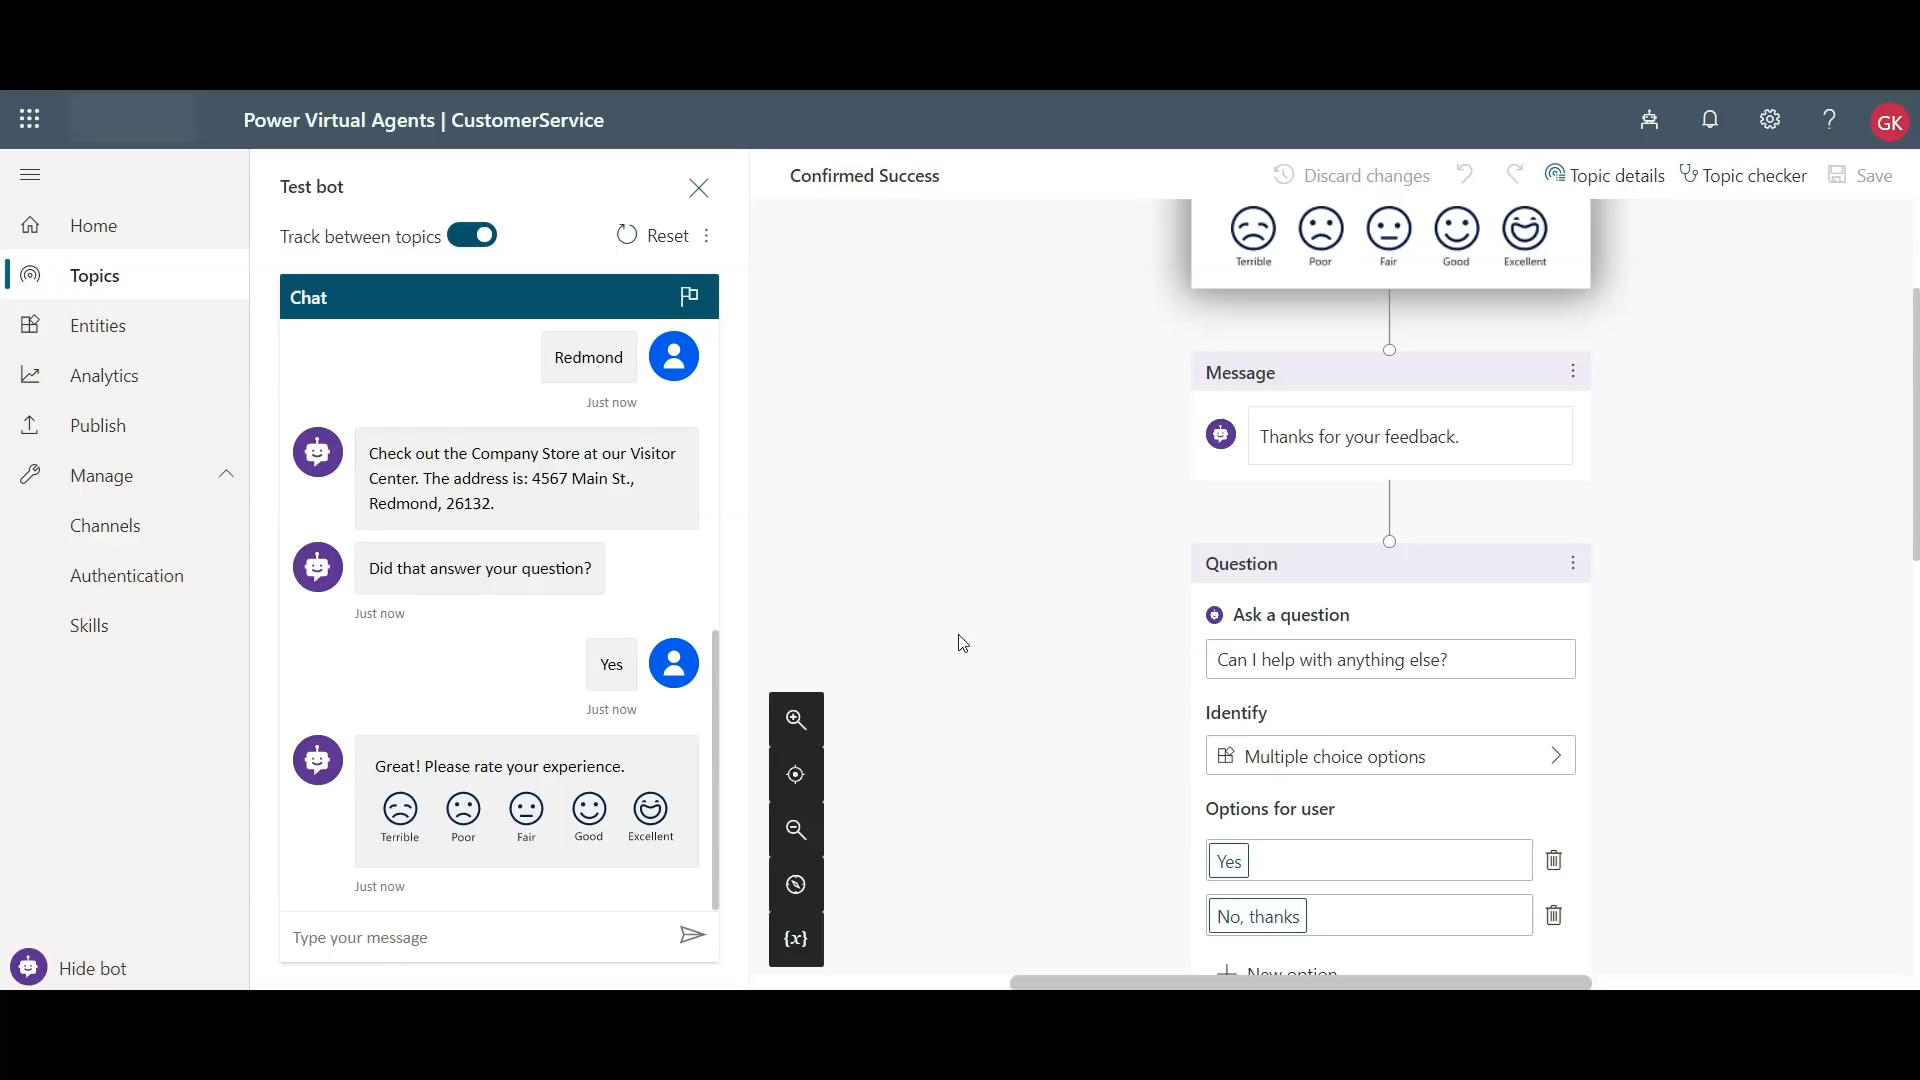 Power Virtual Agents | CustomerService
GK
Home
Topics
Entities
Analytics
Publish
Manage
Channels
Authentication
Skills
Hide bot
Test bot
Track between topics
Reset
Chat
Redmond
Just now
Check out the Company Store at our Visitor
Center. The address is: 4567 Main St.,
Redmond, 26132.
Did that answer your question?
Just now
Yes
Just now
Great! Please rate your experience.
Terrible Poor Fair Good Excellent
Just now
Type your message
Confirmed Success
Discard changes
Topic details
Topic checker
Save
Terrible Poor Fair Good Excellent
Message
Thanks for your feedback.
Question
Ask a question
Can I help with anything else?
Identify
Multiple choice options
Options for user
Yes
No, thanks
New option
{x}